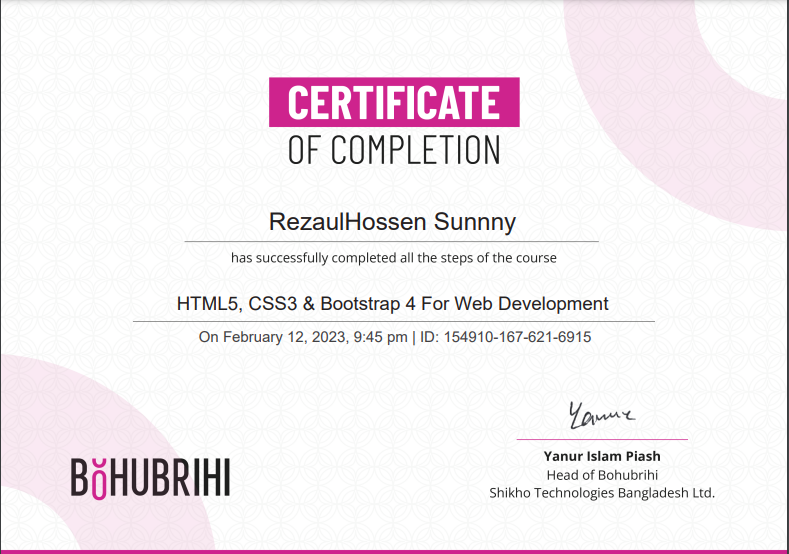 CERTIFICATE
OF COMPLETION
RezaulHossen Sunnny
has successfully completed all the steps of the course
HTML5, CSS3 & Bootstrap 4 For Web Development
On February 12, 2023, 9:45 pm | ID: 154910-167-621-6915
Yanur
Yanur Islam Piash
Head of Bohubrihi
Shikho Technologies Bangladesh Ltd.
BOHUBRIHI